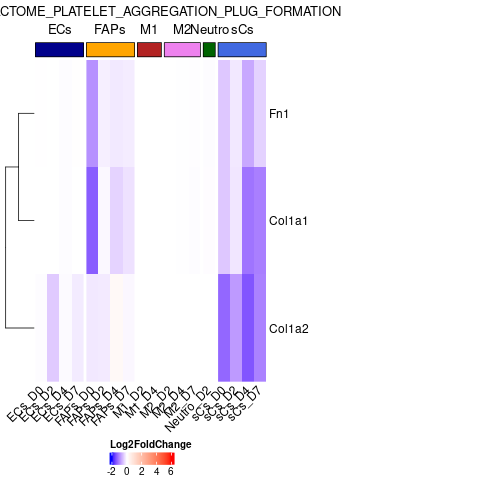 CTOME_PLATELET_AGGREGATION_PLUG_FORMATION
ECs FAPs M1 M2 Neutro sCs
Fn1
Col1a1
Col1a2
ECs_D0 ECs_D2 ECs_D4 ECs_D7 FAPs_D0 FAPs_D2 FAPs_D4 FAPs_D7 M1_D2 M1_D4 M2_D2 M2_D4 M2_D7 Neutro_D2 sCs_D0 sCs_D2 sCs_D4 sCs_D7
Log2FoldChange
-2 0 2 4 6